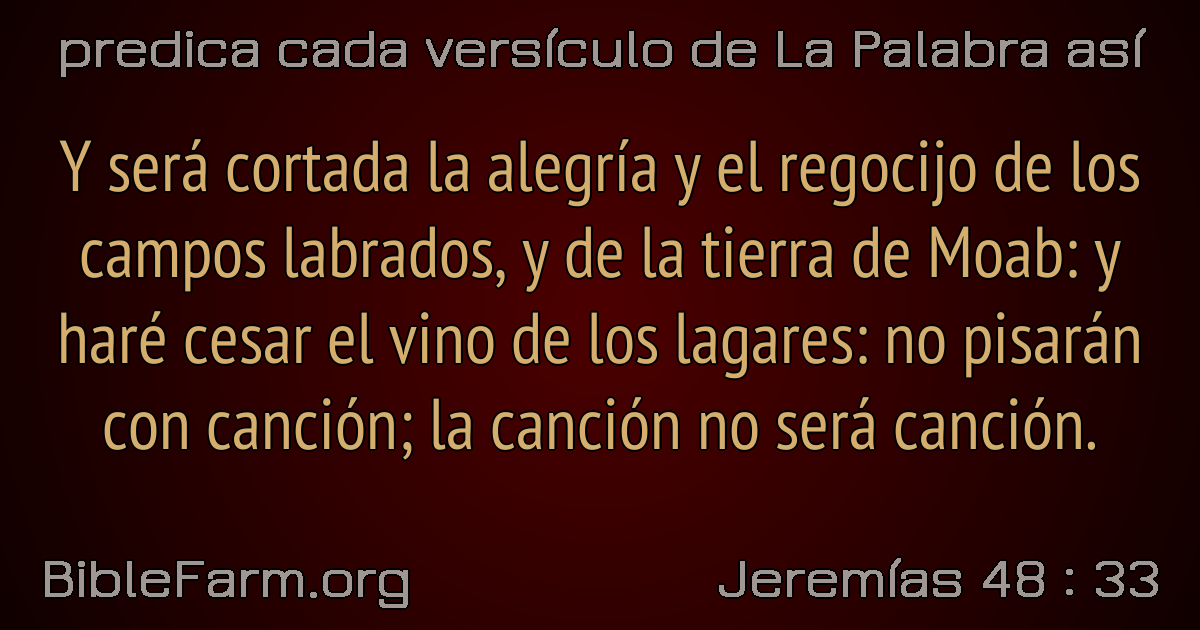 predica cada versículo de La Palabra así
Y será cortada la alegría y el regocijo de los
campos labrados, y de la tierra de Moab: y
haré cesar el vino de los lagares: no pisarán
con canción; la canción no será canción.
BibleFarm.org
Jeremías 48 : 33